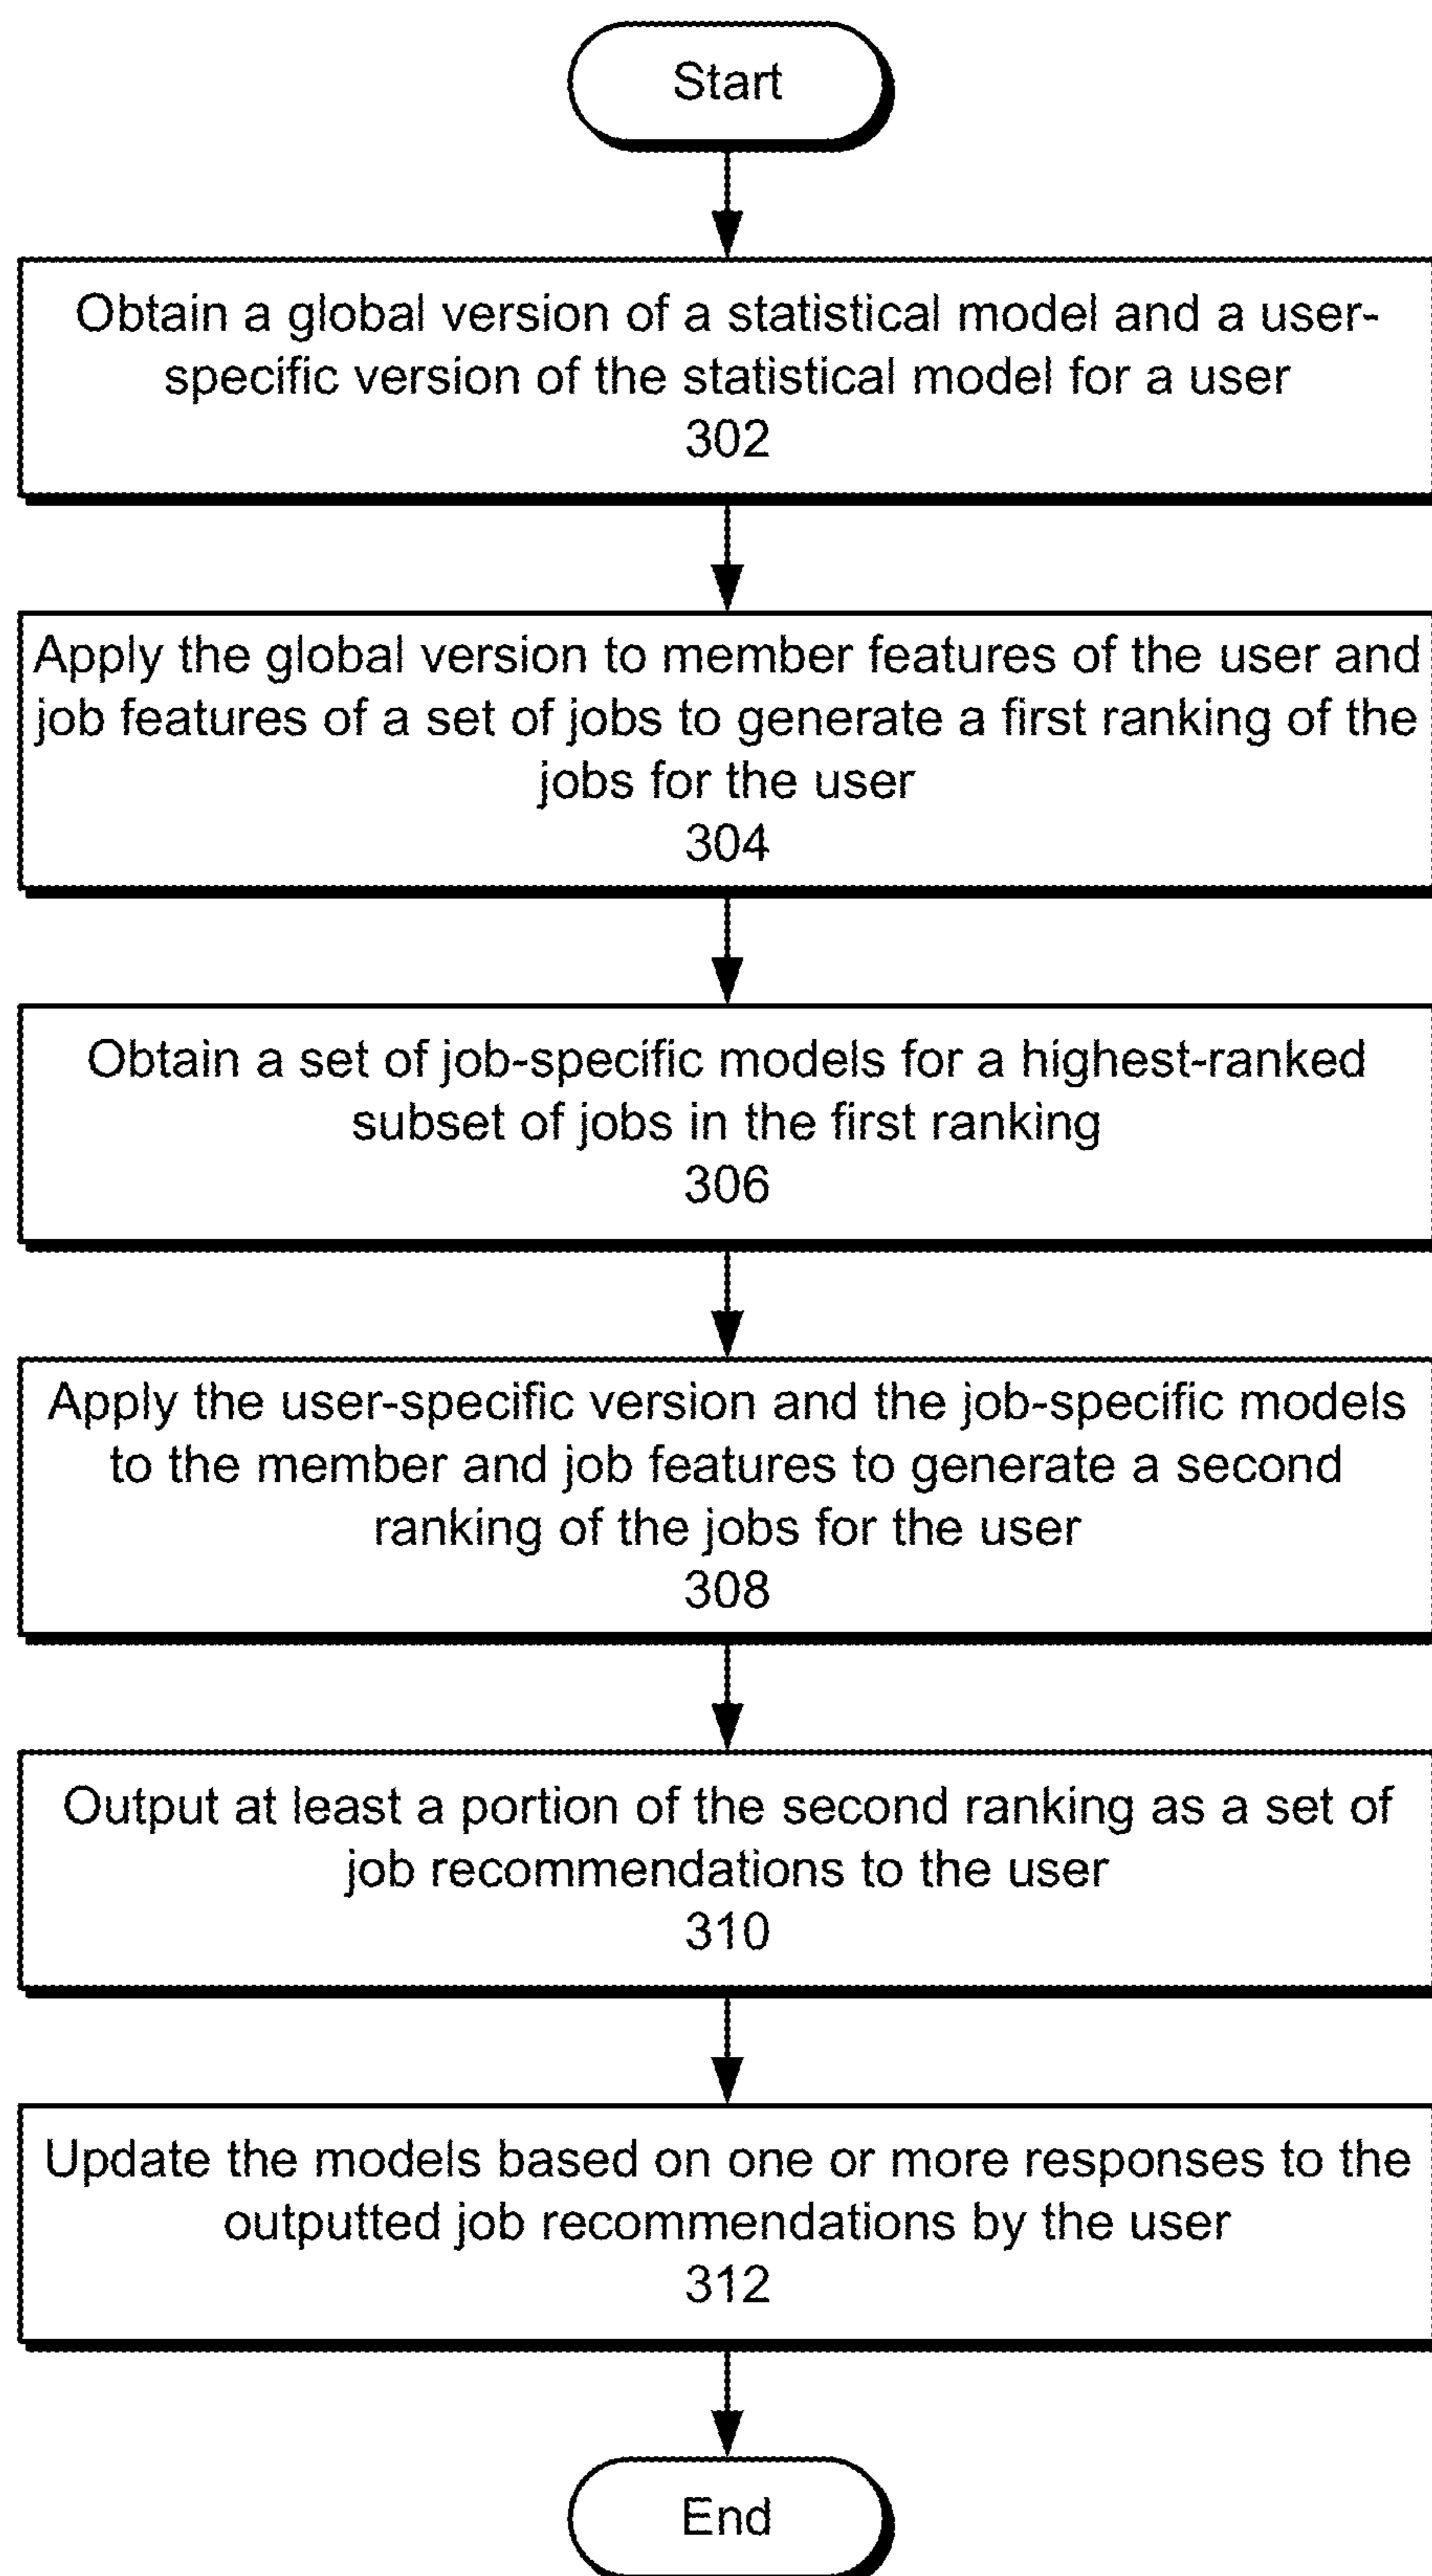 Start
Obtain a global version of a statistical model and a user-
specific version of the statistical model for a user
302
Apply the global version to member features of the user and
job features of a set of jobs to generate a first ranking of the
jobs for the user
304
Obtain a set of job-specific models for a highest-ranked
subset of jobs in the first ranking
306
Apply the user-specific version and the job-specific models
to the member and job features to generate a second
ranking of the jobs for the user
308
Output at least a portion of the second ranking as a set of
job recommendations to the user
310
Update the models based on one or more responses to the
outputted job recommendations by the user
312
End